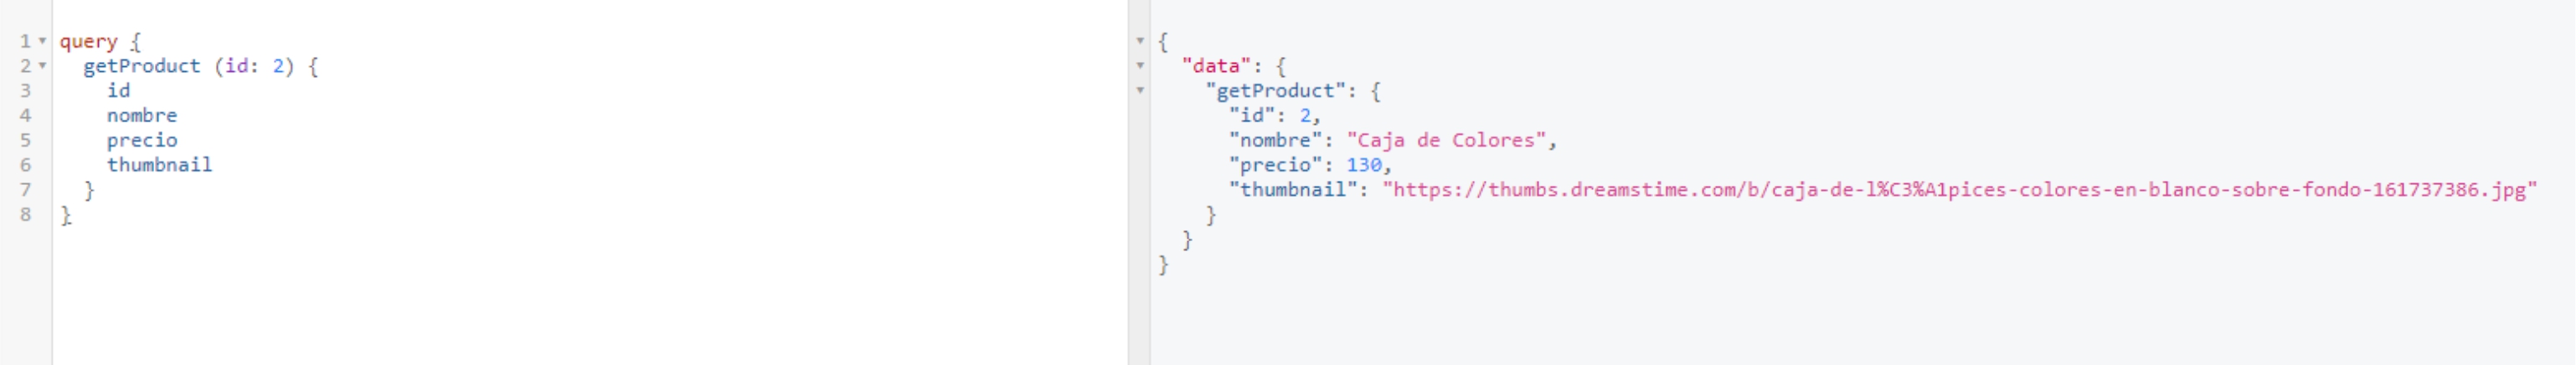 1 query {
2 getProduct (id: 2) {
3 id
4 nombre
5 precio
6 thumbnail
7 }
8 }
{
"data": {
"getProduct": {
"id": 2,
"nombre": "Caja de Colores",
"precio": 130,
"thumbnail": "https://thumbs.dreamstime.com/b/caja-de-l%C3%A1pices-colores-en-blanco-sobre-fondo-161737386.jpg"
}
}
}